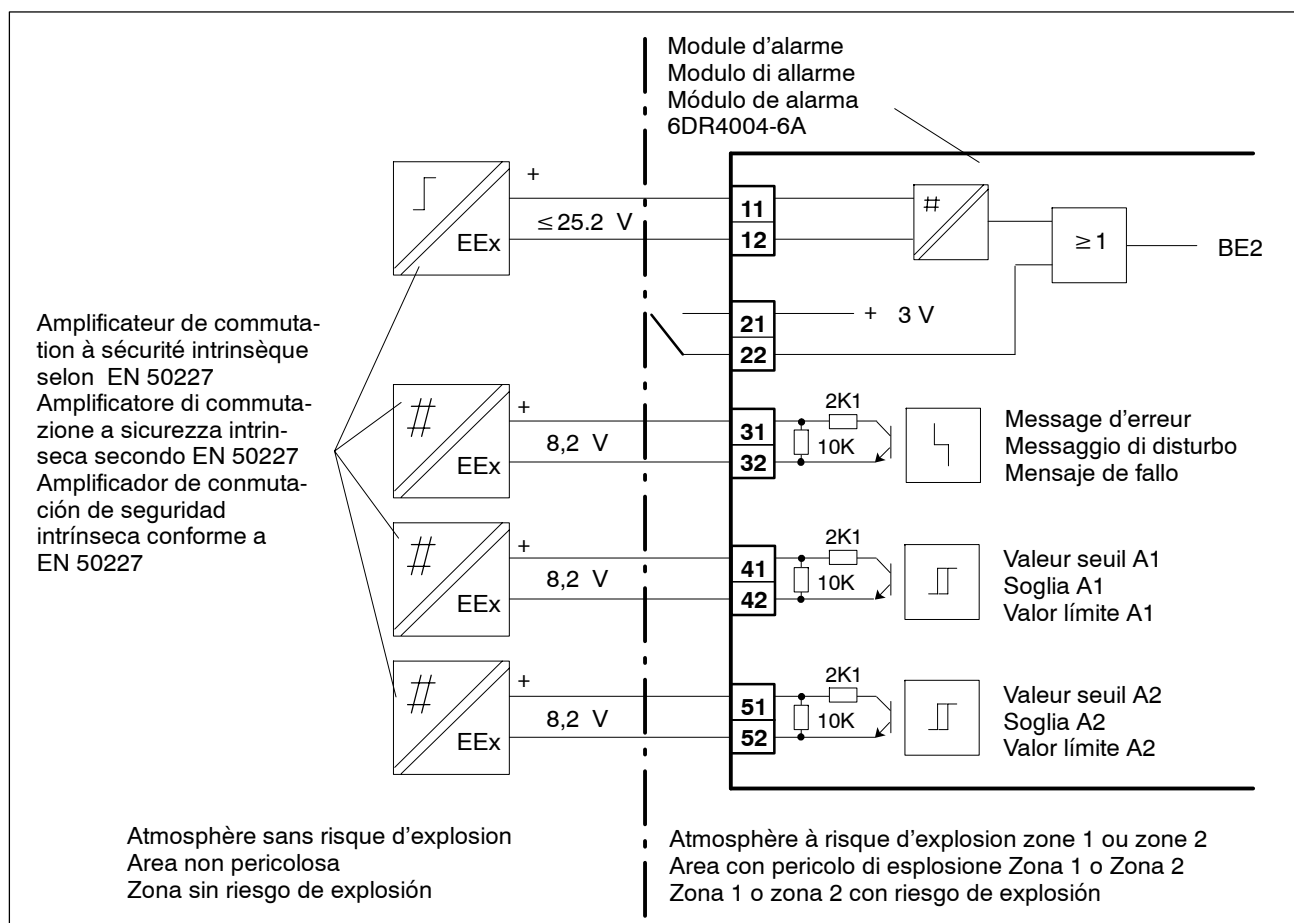 Module d’alarme
Modulo di allarme
Módulo de alarma
6DR4004-6A
+
≤ 25.2 V
EEx
11
12
#
≥ 1
BE2
21
22
+ 3 V
Amplificateur de commuta-
tion à sécurité intrinsèque
selon EN 50227
Amplificatore di commuta-
zione a sicurezza intrin-
seca secondo EN 50227
Amplificador de conmuta-
ción de seguridad
intrínseca conforme a
EN 50227
#
EEx
+
8,2 V
31
32
2K1
10K
Message d’erreur
Messaggio di disturbo
Mensaje de fallo
#
EEx
+
8,2 V
41
42
2K1
10K
Valeur seuil A1
Soglia A1
Valor límite A1
#
EEx
+
8,2 V
51
52
2K1
10K
Valeur seuil A2
Soglia A2
Valor límite A2
Atmosphère sans risque d’explosion
Area non pericolosa
Zona sin riesgo de explosión
Atmosphère à risque d’explosion zone 1 ou zone 2
Area con pericolo di esplosione Zona 1 o Zona 2
Zona 1 o zona 2 con riesgo de explosión